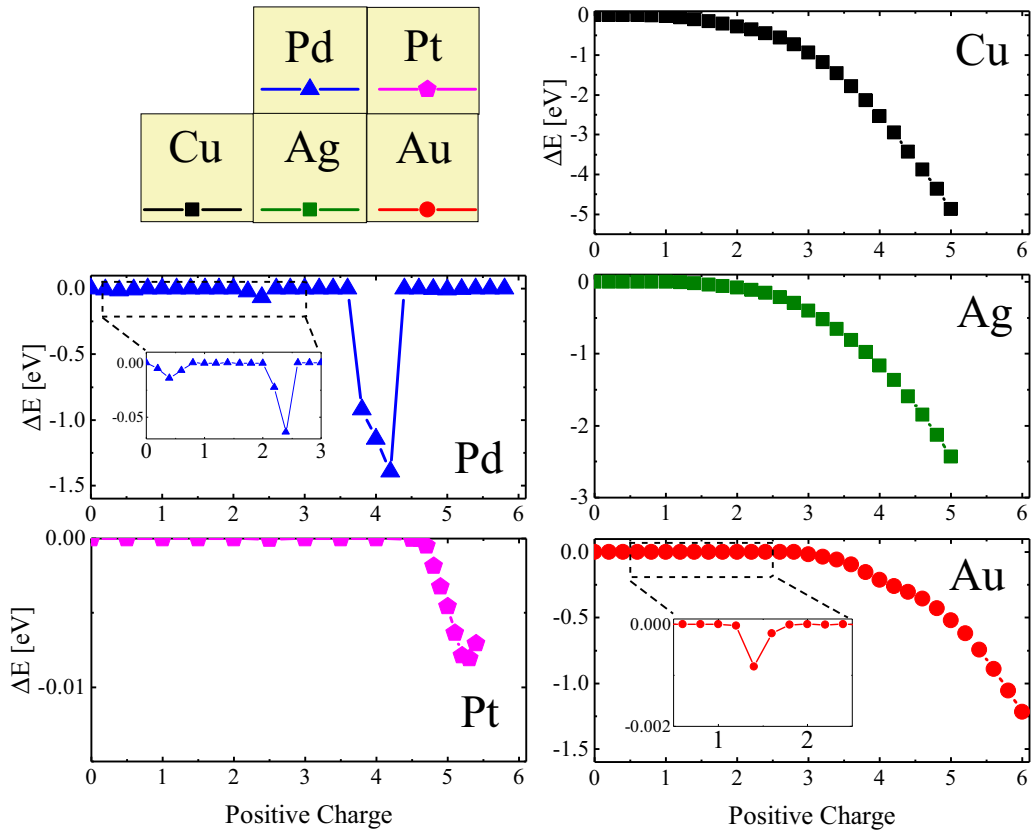 Pd Pt
Cu Ag Au
0
-1
-2
-3
-4
-5
ΔE [eV]
Cu
0 1 2 3 4 5 6
0.0
-0.5
-1.0
-1.5
ΔE [eV]
0.00
-0.05
0 1 2 3
Pd
0 1 2 3 4 5 6
0
-1
-2
-3
ΔE [eV]
Ag
0 1 2 3 4 5 6
0.00
-0.01
ΔE [eV]
Pt
0 1 2 3 4 5 6
Positive Charge
0.0
-0.5
-1.0
-1.5
ΔE [eV]
0.000
-0.002
1 2
Au
0 1 2 3 4 5 6
Positive Charge